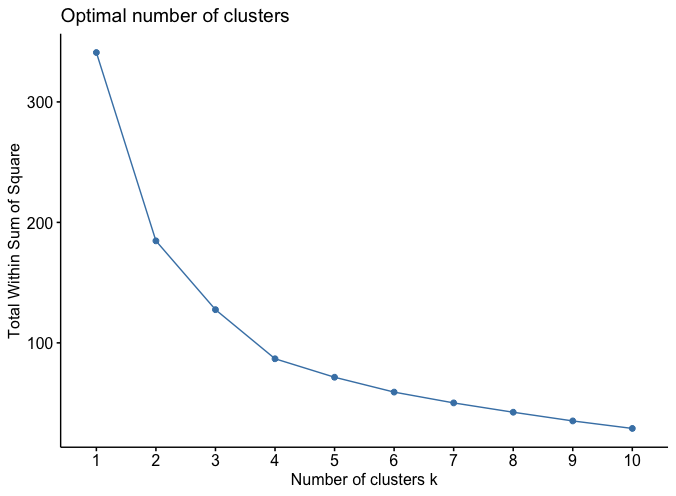 Optimal number of clusters
300
200
100
Total Within Sum of Square
1 2 3 4 5 6 7 8 9 10
Number of clusters k